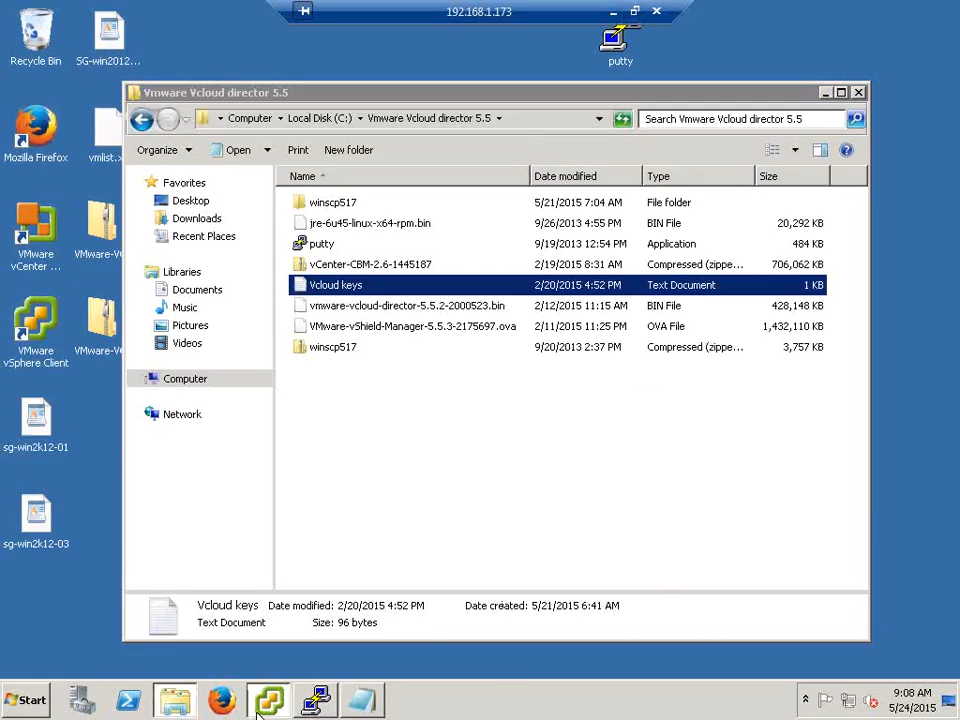 192.168.1.173
Recycle Bin
SG-win2012...
putty
Mozilla Firefox
vmlist.x
VMware
vCenter ...
VMware-V
VMware
vSphere Client
VMware-V
sg-win2k12-01
sg-win2k12-03
Vmware Vcloud director 5.5
Computer
Local Disk (C:)
Vmware Vcloud director 5.5
Search Vmware Vcloud director 5.5
Organize
Open
Print
New folder
Favorites
Desktop
Downloads
Recent Places
Libraries
Documents
Music
Pictures
Videos
Computer
Network
Name Date modified Type Size
winscp517 5/21/2015 7:04 AM File folder
jre-6u45-linux-x64-rpm.bin 9/26/2013 4:55 PM BIN File 20,292 KB
putty 9/19/2013 12:54 PM Application 484 KB
vCenter-CBM-2.6-1445187 2/19/2015 8:31 AM Compressed (zippe... 706,062 KB
Vcloud keys 2/20/2015 4:52 PM Text Document 1 KB
vmware-vcloud-director-5.5.2-2000523.bin 2/12/2015 11:15 AM BIN File 428,148 KB
VMware-vShield-Manager-5.5.3-2175697.ova 2/11/2015 11:25 PM OVA File 1,432,110 KB
winscp517 9/20/2013 2:37 PM Compressed (zippe... 3,757 KB
Vcloud keys Date modified: 2/20/2015 4:52 PM Date created: 5/21/2015 6:41 AM
Text Document Size: 96 bytes
Start
9:08 AM
5/24/2015